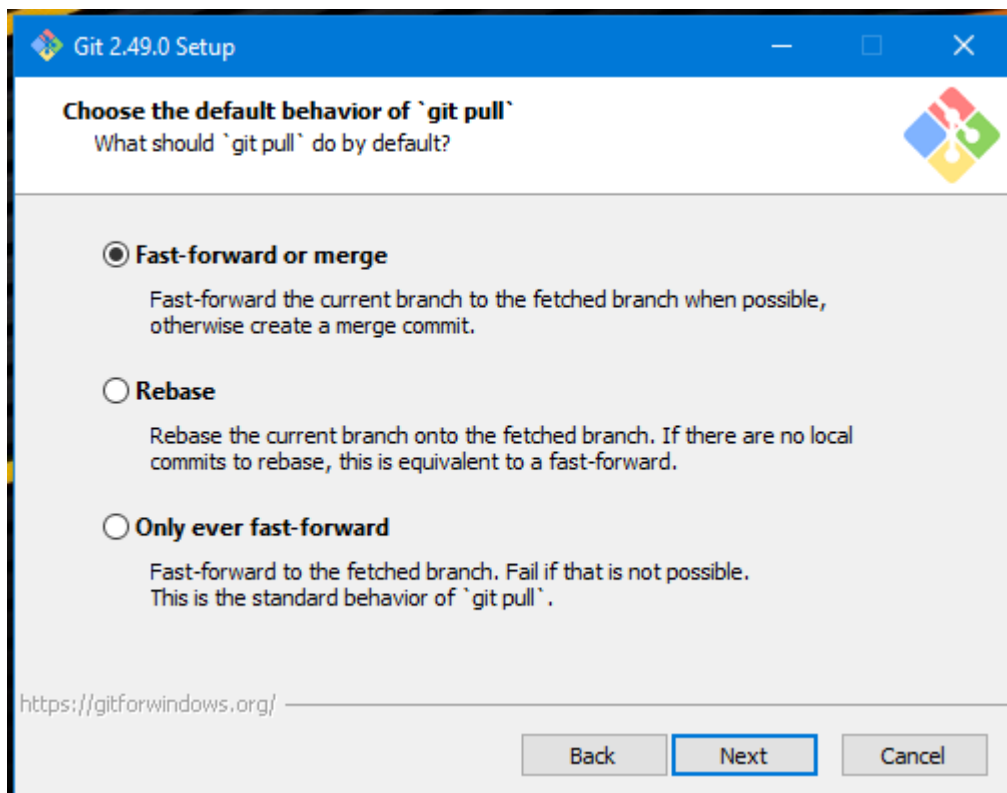 Git 2.49.0 Setup
Choose the default behavior of `git pull`
What should `git pull` do by default?
Fast-forward or merge
Fast-forward the current branch to the fetched branch when possible,
otherwise create a merge commit.
Rebase
Rebase the current branch onto the fetched branch. If there are no local
commits to rebase, this is equivalent to a fast-forward.
Only ever fast-forward
Fast-forward to the fetched branch. Fail if that is not possible.
This is the standard behavior of `git pull`.
https://gitforwindows.org/
Back Next Cancel